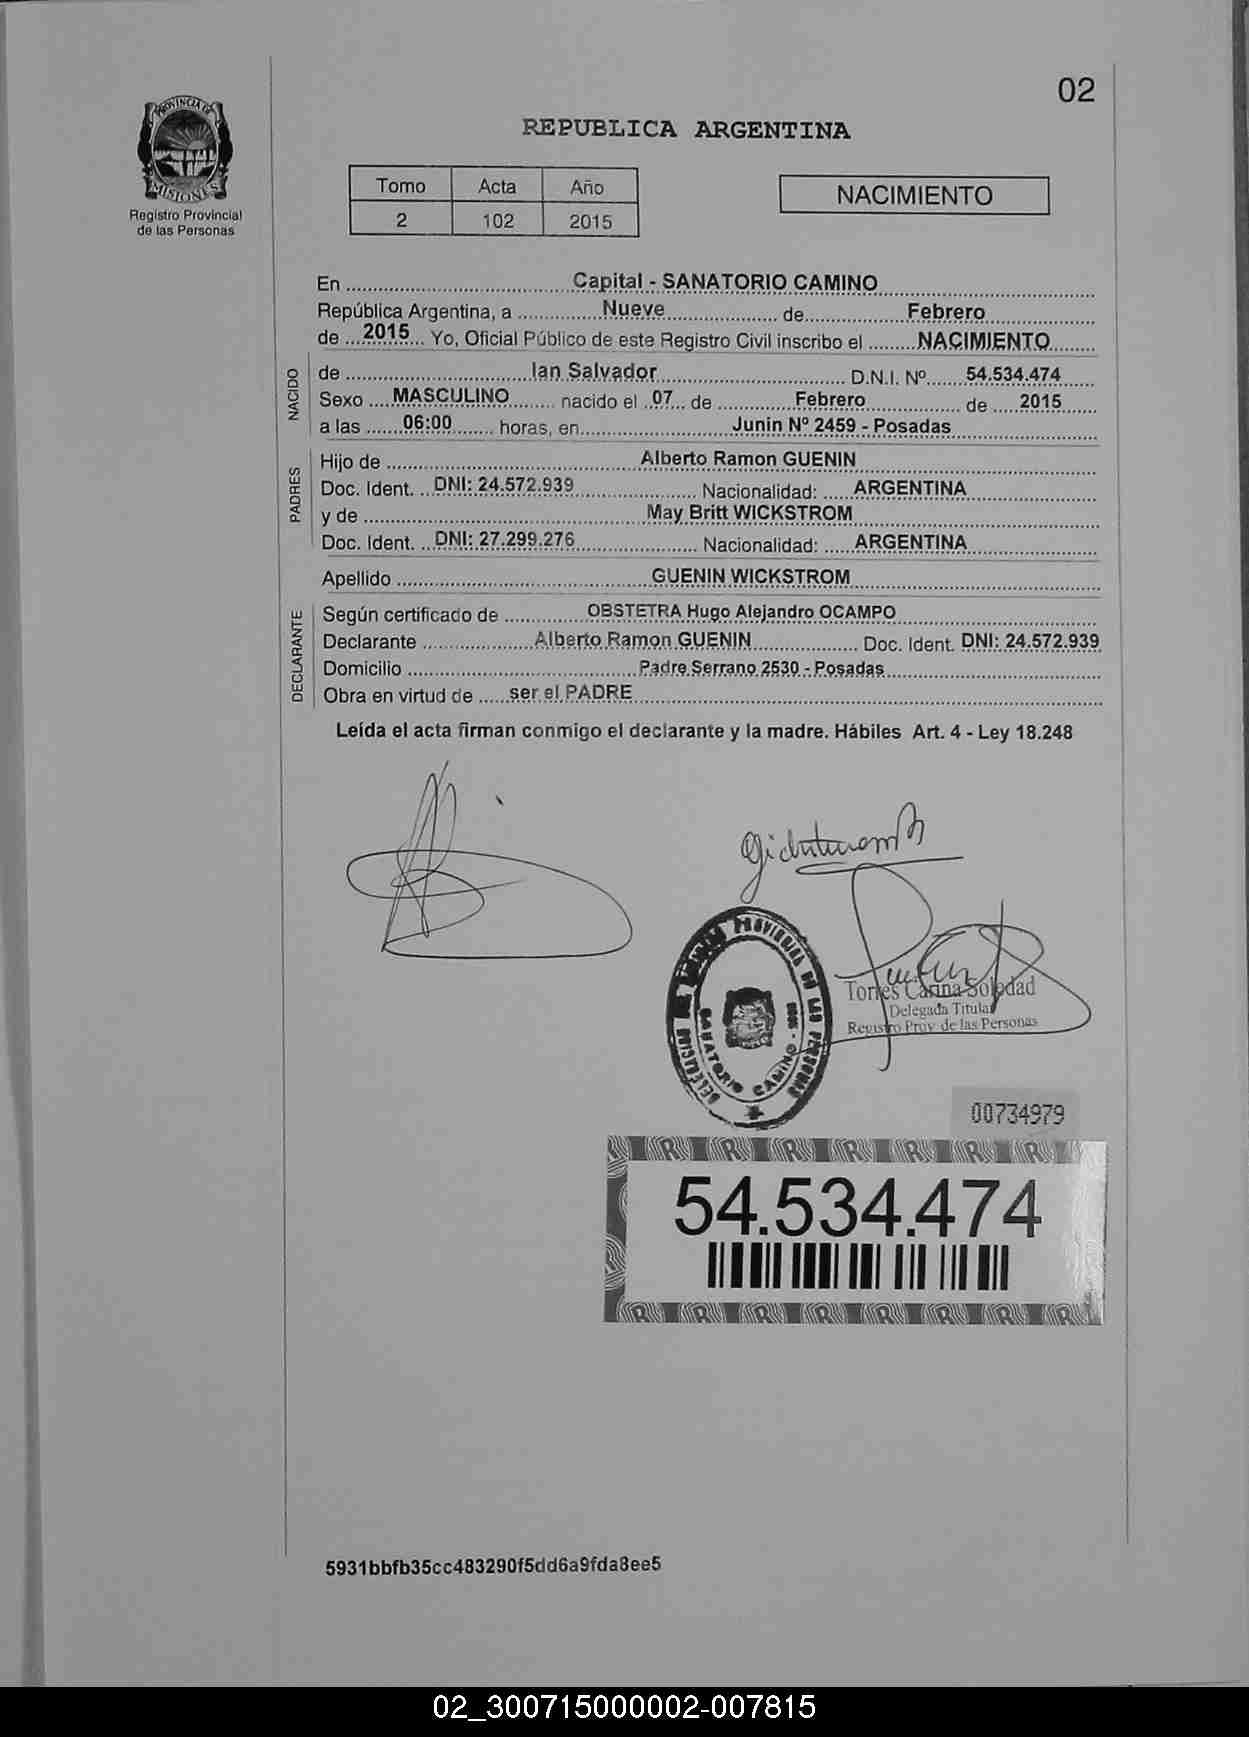 02
PROVINCIA DE
MISIONES
Registro Provincial
de las Personas
REPUBLICA ARGENTINA
Tomo Acta Año
2 102 2015
NACIMIENTO
En Capital - SANATORIO CAMINO
República Argentina, a Nueve de Febrero
de 2015 Yo, Oficial Público de este Registro Civil inscribo el NACIMIENTO
NACIDO
de Ian Salvador D.N.I. Nº 54.534.474
Sexo MASCULINO nacido el 07 de Febrero de 2015
a las 06:00 horas, en Junin Nº 2459 - Posadas
PADRES
Hijo de Alberto Ramon GUENIN
Doc. Ident. DNI: 24.572.939 Nacionalidad: ARGENTINA
y de May Britt WICKSTROM
Doc. Ident. DNI: 27.299.276 Nacionalidad: ARGENTINA
Apellido GUENIN WICKSTROM
DECLARANTE
Según certificado de OBSTETRA Hugo Alejandro OCAMPO
Declarante Alberto Ramon GUENIN Doc. Ident. DNI: 24.572.939
Domicilio Padre Serrano 2530 - Posadas
Obra en virtud de ser el PADRE
Leída el acta firman conmigo el declarante y la madre. Hábiles Art. 4 - Ley 18.248
PROVINCIAL DE LAS PERSONAS
DELEGACION
SANATORIO CAMINO
Torres Carina Soledad
Delegada Titular
Registro Prov. de las Personas
00734979
54.534.474
5931bbfb35cc483290f5dd6a9fda8ee5
02_300715000002-007815